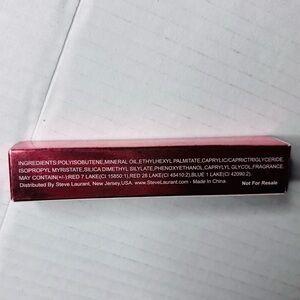 INGREDIENTS:POLYISOBUTENE,MINERAL OIL,ETHYLHEXYL PALMITATE,CAPRYLIC/CAPRICTRIGLYCERIDE,
ISOPROPYL MYRISTATE,SILICA DIMETHYL SILYLATE,PHENOXYETHANOL,CAPRYLYL GLYCOL,FRAGRANCE
MAY CONTAIN(+/-):RED 7 LAKE(CI 15850:1),RED 28 LAKE(CI 45410:2),BLUE 1 LAKE(CI 42090:2).
Distributed By Steve Laurant, New Jersey,USA. www.SteveLaurant.com - Made In China.
Not For Resale